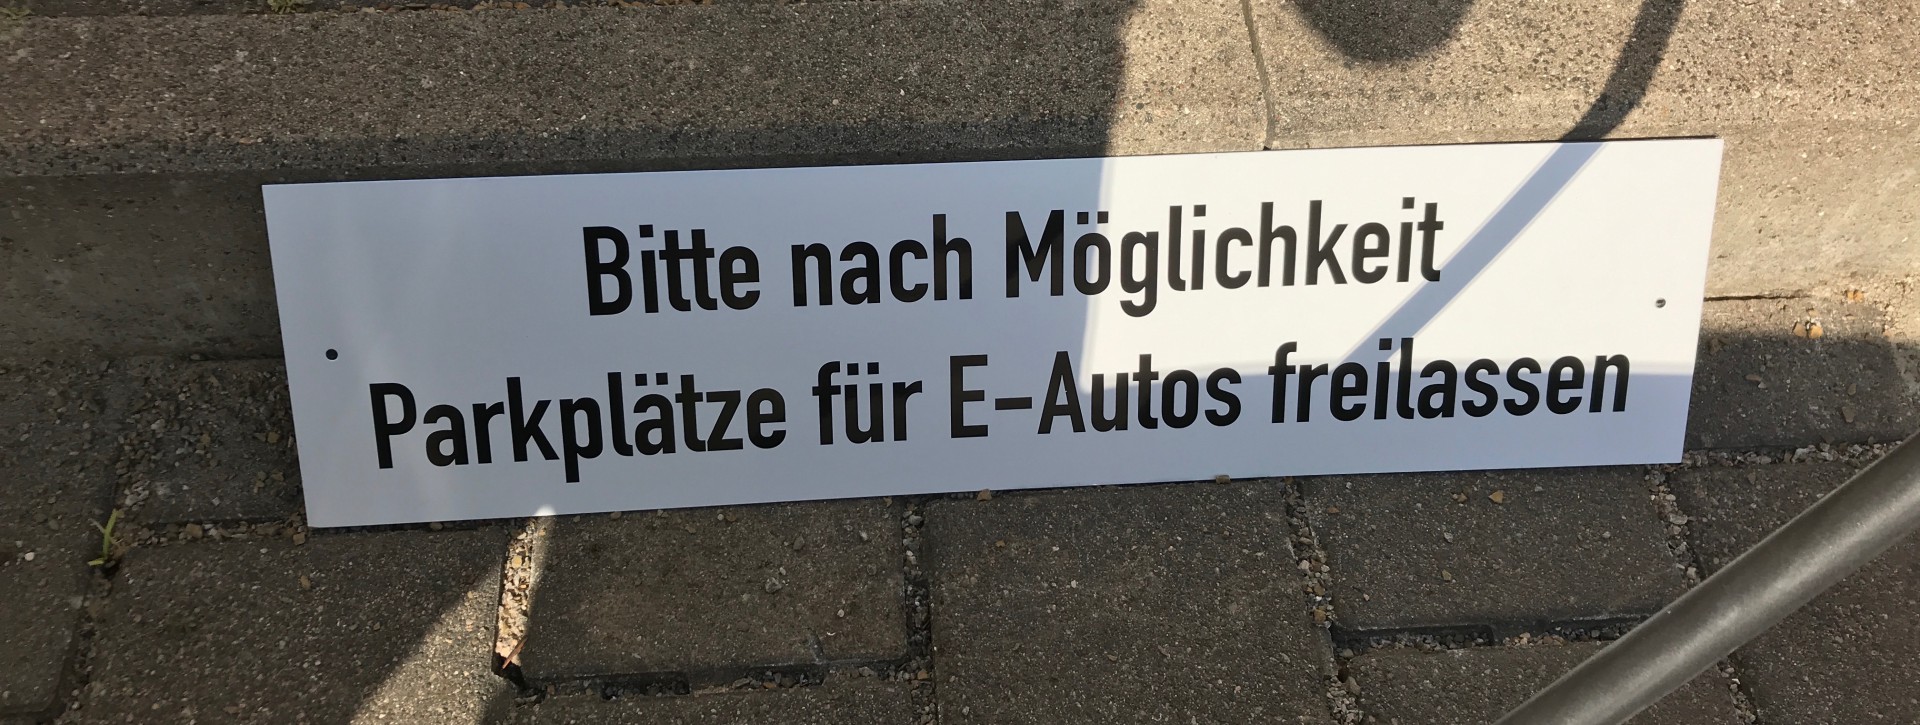 Bitte nach Möglichkeit
Parkplätze für E-Autos freilassen